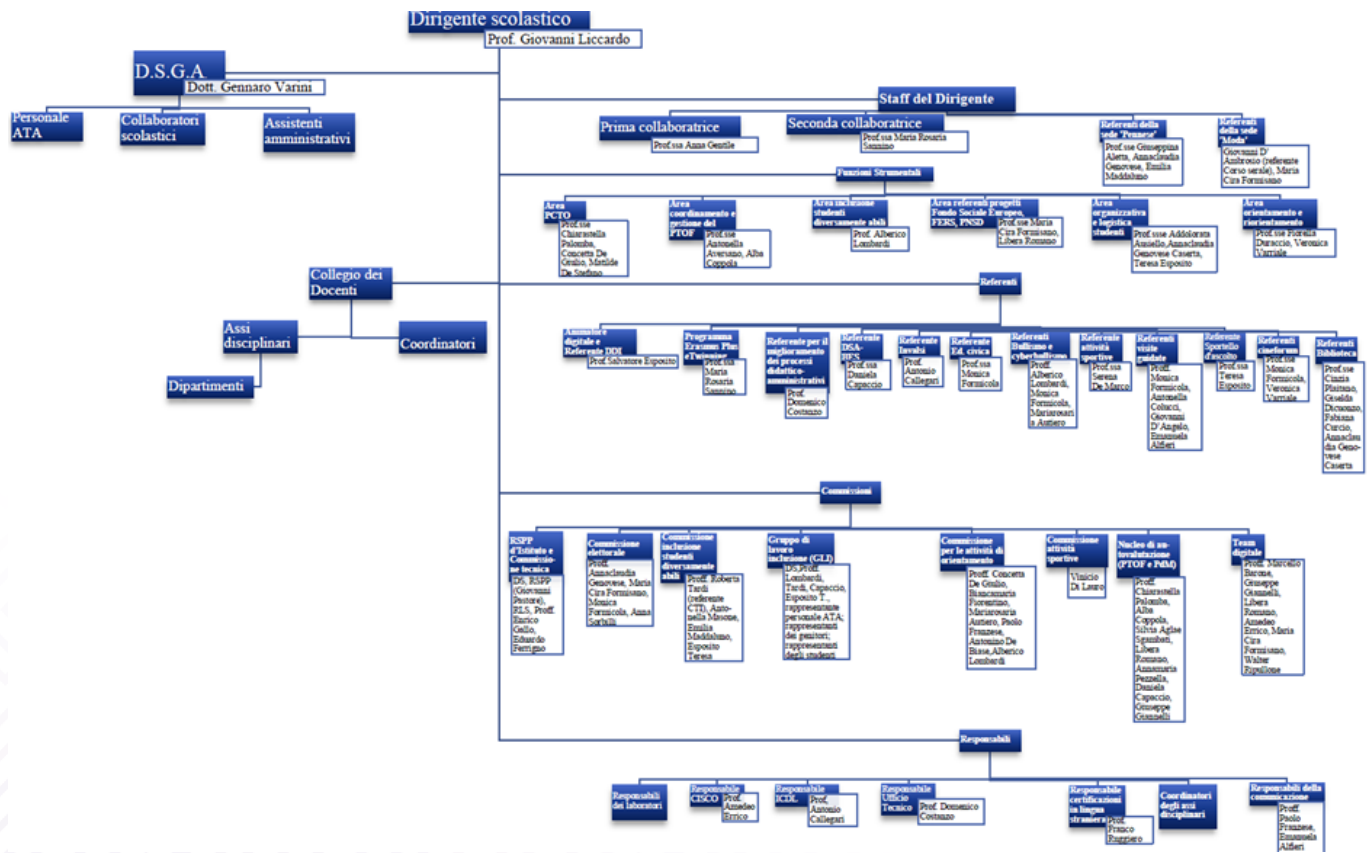 Dirigente scolastico
Prof. Giovanni Liccardo
D.S.G.A.
Dott. Gennaro Varini
Personale
ATA
Collaboratori
scolastici
Assistenti
amministrativi
Staff del Dirigente
Prima collaboratrice
Prof.ssa Anna Gentile
Seconda collaboratrice
Prof.ssa Maria Rosaria
Sannino
Referenti della
sede 'Pennese'
Prof.sse Giuseppina
Aletta, Annaclaudia
Genovese, Emilia
Maddaluno
Referenti
della sede
'Moda'
Giovanni D'
Ambrosio (referente
Corso serale), Maria
Cira Formisano
Funzioni Strumentali
Area
PCTO
Prof.sse
Chiarastella
Palomba,
Concetta De
Grulio, Matilde
De Stefano
Area
coordinamento e
gestione del
PTOF
Prof.sse
Antonella
Aversano, Alba
Coppola
Area inclusione
studenti
diversamente abili
Prof. Alberico
Lombardi
Area referenti progetti
Fondo Sociale Europeo,
FERS, PNSD
Prof.sse Maria
Cira Formisano,
Libera Romano
Area
organizzativa
e logistica
studenti
Prof.sse Addolorata
Ausiello,Annaclaudia
Genovese Caserta,
Teresa Esposito
Area
orientamento e
riorientamento
Prof.sse Fiorella
Duraccio, Veronica
Varriale
Collegio dei
Docenti
Assi
disciplinari
Coordinatori
Dipartimenti
Referenti
Animatore
digitale e
Referente DDI
Prof Salvatore Esposito
Programma
Erasmus Plus
eTwinning
Prof.ssa
Maria
Rosaria
Sannino
Referente per il
miglioramento dei processi
didattico-
amministrativi
Prof.
Domenico
Costanzo
Referente
DSA-
BES
Prof.ssa
Daniela
Capaccio
Referente
Invalsi
Prof.
Antonio
Callegari
Referente
Ed. civica
Prof.ssa
Monica
Formicola
Referenti
Bullismo e
cyberbullismo
Proff.
Alberico
Lombardi,
Monica
Formicola,
Mariarosari
a Autiero
Referente
attività
sportive
Prof.ssa
Serena
De Marco
Referenti
visite
guidate
Proff.
Monica
Formicola,
Antonella
Colucci,
Giovanni
D'Angelo,
Emanuela
Alfieri
Referente
Sportello
d'ascolto
Prof.ssa
Teresa
Esposito
Referenti
cineforum
Prof.sse
Monica
Formicola,
Veronica
Varriale
Referenti
Biblioteca
Prof.sse
Cinzia
Plaitano,
Giselda
Dicuonzo,
Fabiana
Curcio,
Annaclau
dia Geno-
vese
Caserta
Commissioni
RSPP
d'Istituto e
Commissio-
ne tecnica
DS, RSPP
(Giovanni
Pastore),
RLS, Proff.
Enrico
Gallo,
Eduardo
Ferrigno
Commissione
elettorale
Proff.
Annaclaudia
Genovese, Maria
Cira Formisano,
Monica
Formicola, Anna
Sorbilli
Commissione
inclusione
studenti
diversamente
abili
Proff. Roberta
Tardi
(referente
CTI), Anto-
nella Masone,
Emilia
Maddaluno,
Esposito
Teresa
Gruppo di
lavoro
inclusione (GLI)
DS,Proff.
Lombardi,
Tardi, Capaccio,
Esposito T.,
rappresentante
personale ATA;
rappresentanti
dei genitori;
rappresentanti
degli studenti
Commissione
per le attività di
orientamento
Proff. Concetta
De Grulio,
Biancamaria
Fiorentino,
Mariarosaria
Autiero, Paolo
Franzese,
Antonino De
Biase,Alberico
Lombardi
Commissione
attività
sportive
Vinicio
Di Lauro
Nucleo di au-
tovalutazione
(PTOF e PdM)
Proff.
Chiarastella
Palomba,
Alba
Coppola,
Silvia Aglae
Sgambati,
Libera
Romano,
Annamaria
Pezzella,
Daniela
Capaccio,
Giuseppe
Giannelli
Team
digitale
Proff. Marcello
Barone,
Giuseppe
Giannelli,
Libera
Romano,
Amedeo
Errico, Maria
Cira
Formisano,
Walter
Ripullone
Responsabili
Responsabili
dei laboratori
Responsabile
CISCO
Prof.
Amedeo
Errico
Responsabile
ICDL
Prof.
Antonio
Callegari
Responsabile
Ufficio
Tecnico
Prof. Domenico
Costanzo
Responsabile
certificazioni
in lingua
straniera
Prof.
Franco
Ruggiero
Coordinatori
degli assi
disciplinari
Responsabili della
comunicazione
Proff.
Paolo
Franzese,
Emanuela
Alfieri